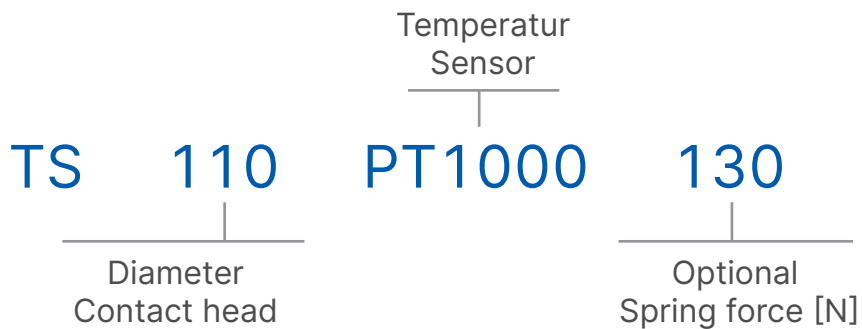 Temperatur
Sensor
TS 110 PT1000 130
Diameter
Contact head
Optional
Spring force [N]